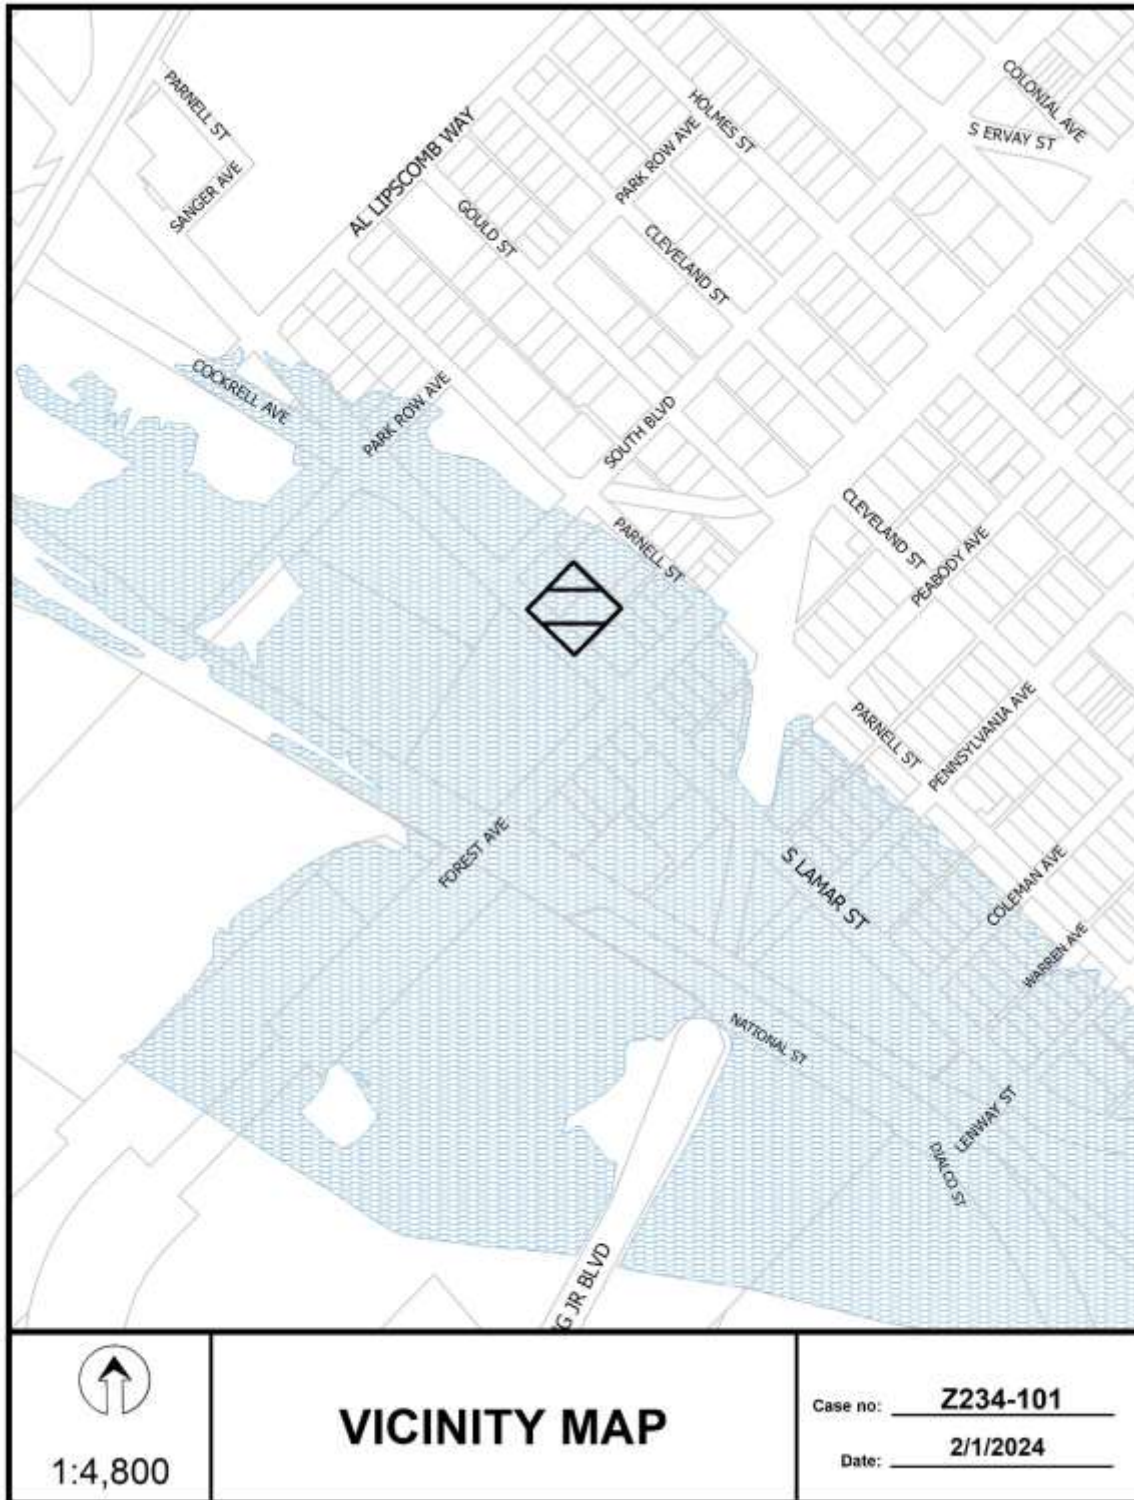 COLONIAL AVE
PARNELL ST
HOLMES ST
S ERVAY ST
AL LIPSCOMB WAY
PARK ROW AVE
SANGER AVE
GOULD ST
CLEVELAND ST
COCKRELL AVE
PARK ROW AVE
SOUTH BLVD
CLEVELAND ST
PARNELL ST
PEABODY AVE
PARNELL ST
PENNSYLVANIA AVE
FOREST AVE
S LAMAR ST
COLEMAN AVE
WARREN AVE
NATIONAL ST
LENWAY ST
DIALCO ST
G JR BLVD
1:4,800
VICINITY MAP
Case no: Z234-101
Date: 2/1/2024